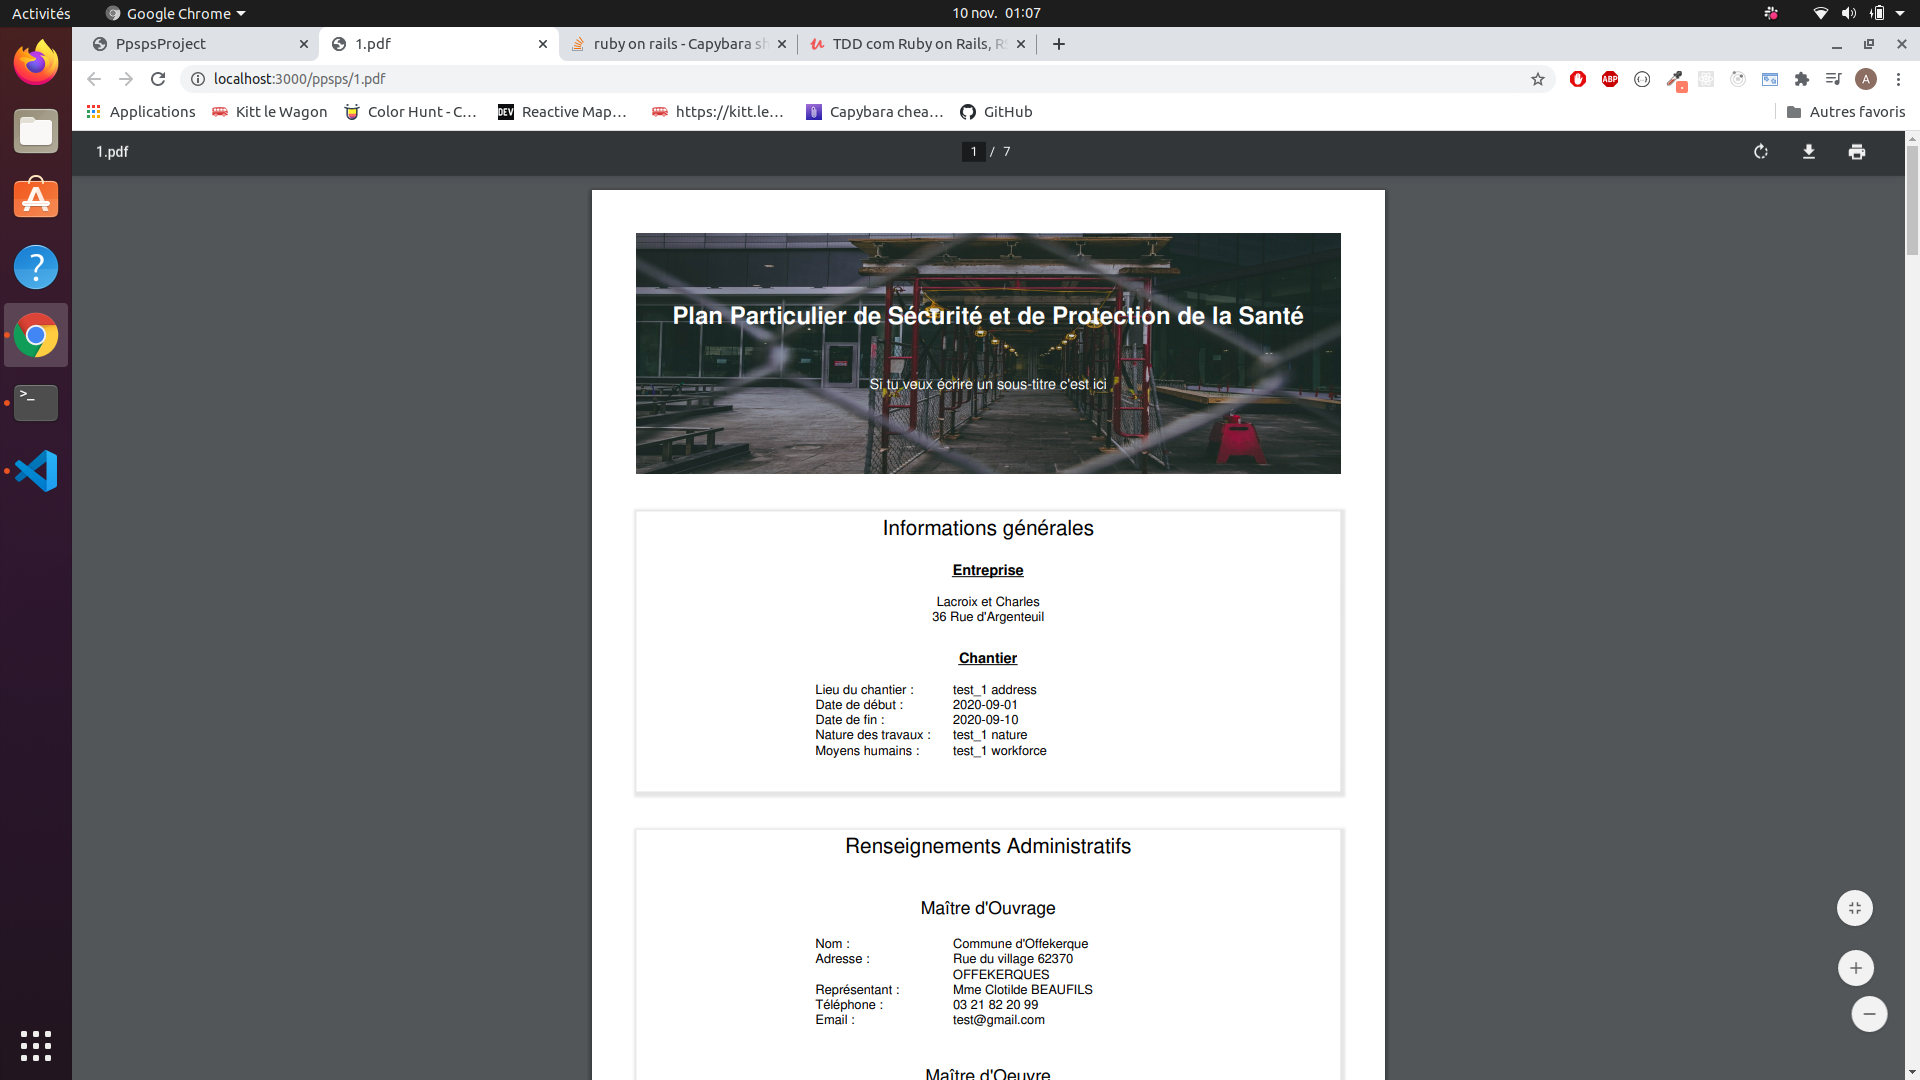 Activités
Google Chrome
10 nov. 01:07
PpspsProject
1.pdf
ruby on rails - Capybara sh
TDD com Ruby on Rails, RS
localhost:3000/ppsps/1.pdf
ABP
A
Applications
Kitt le Wagon
Color Hunt - C...
DEV
Reactive Map...
https://kitt.le...
Capybara chea...
GitHub
Autres favoris
1.pdf
1 / 7
Plan Particulier de Sécurité et de Protection de la Santé
Si tu veux écrire un sous-titre c'est ici
Informations générales
Entreprise
Lacroix et Charles
36 Rue d'Argenteuil
Chantier
Lieu du chantier : test_1 address
Date de début : 2020-09-01
Date de fin : 2020-09-10
Nature des travaux : test_1 nature
Moyens humains : test_1 workforce
Renseignements Administratifs
Maître d'Ouvrage
Nom : Commune d'Offekerque
Adresse : Rue du village 62370
OFFEKERQUES
Représentant : Mme Clotilde BEAUFILS
Téléphone : 03 21 82 20 99
Email : test@gmail.com
Maître d'Oeuvre